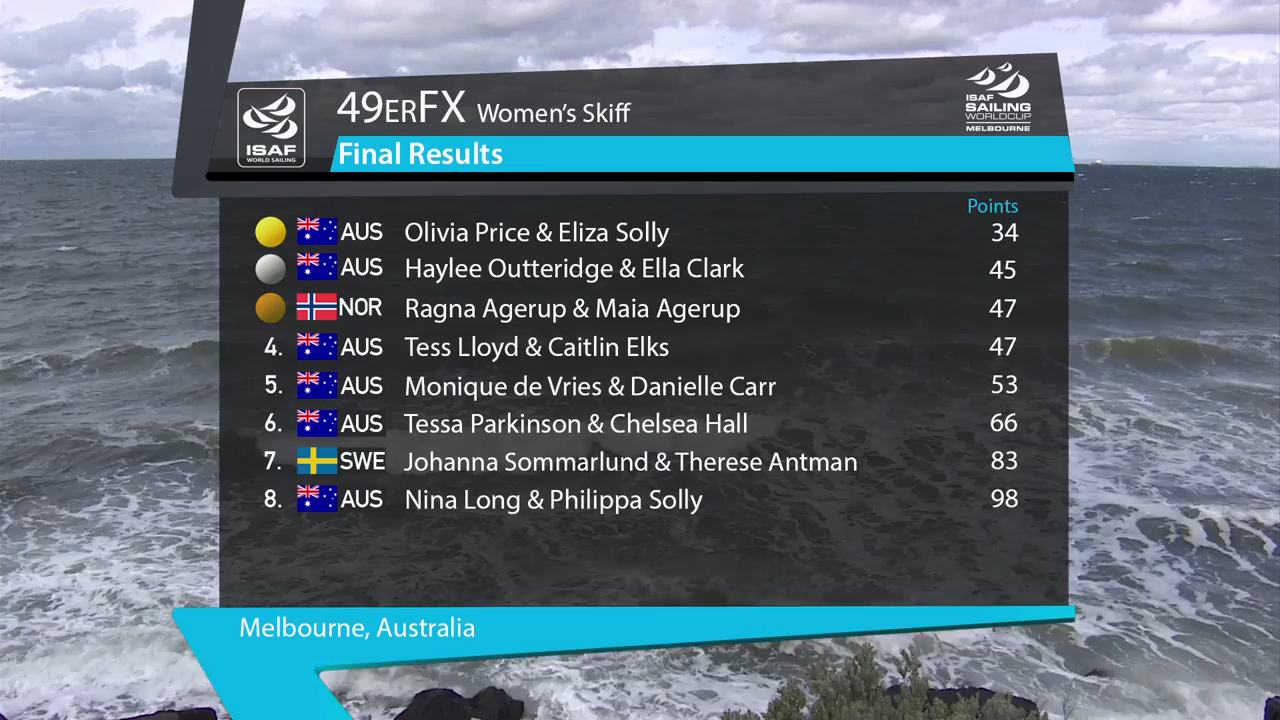 49ERFX Women's Skiff
ISAF
WORLD SAILING
ISAF
SAILING
WORLDCUP
MELBOURNE
Final Results
Points
AUS Olivia Price & Eliza Solly 34
AUS Haylee Outteridge & Ella Clark 45
NOR Ragna Agerup & Maia Agerup 47
4. AUS Tess Lloyd & Caitlin Elks 47
5. AUS Monique de Vries & Danielle Carr 53
6. AUS Tessa Parkinson & Chelsea Hall 66
7. SWE Johanna Sommarlund & Therese Antman 83
8. AUS Nina Long & Philippa Solly 98
Melbourne, Australia